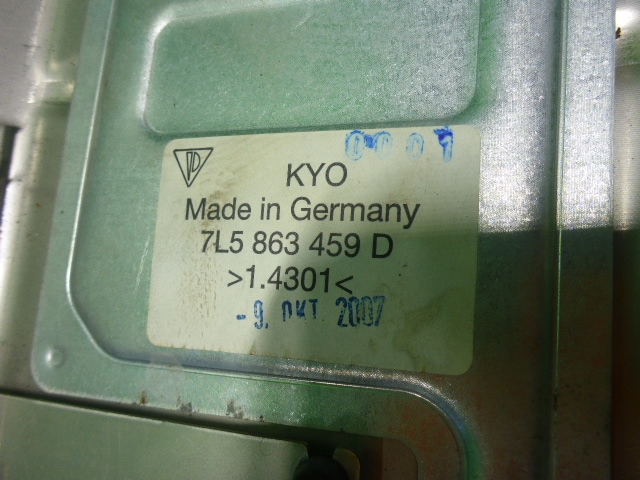 0001
KYO
Made in Germany
7L5 863 459 D
>1.4301<
- 9. OKT. 2007